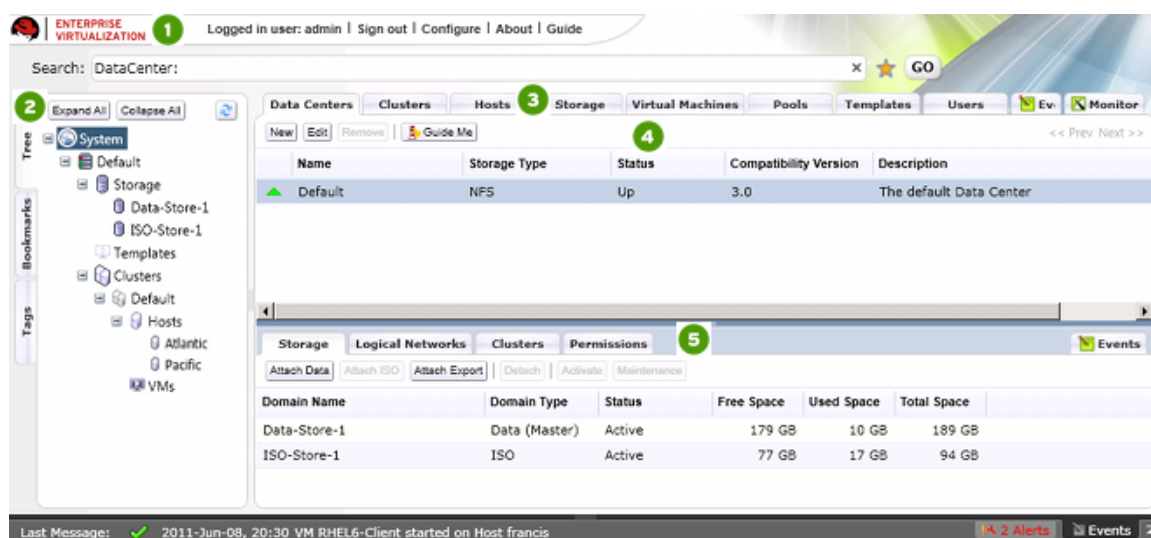 ENTERPRISE
VIRTUALIZATION
1
Logged in user: admin | Sign out | Configure | About | Guide
Search: DataCenter:
GO
2
Expand All Collapse All
Tree
Bookmarks
Tags
System
Default
Storage
Data-Store-1
ISO-Store-1
Templates
Clusters
Default
Hosts
Atlantic
Pacific
VMs
Data Centers Clusters Hosts 3 Storage Virtual Machines Pools Templates Users Ev Monitor
New Edit Remove | Guide Me 4 << Prev Next >>
Name Storage Type Status Compatibility Version Description
Default NFS Up 3.0 The default Data Center
Storage Logical Networks Clusters Permissions 5 Events
Attach Data Attach ISO Attach Export | Detach | Activate Maintenance
Domain Name Domain Type Status Free Space Used Space Total Space
Data-Store-1 Data (Master) Active 179 GB 10 GB 189 GB
ISO-Store-1 ISO Active 77 GB 17 GB 94 GB
Last Message: 2011-Jun-08, 20:30 VM RHEL6-Client started on Host francis 2 Alerts Events